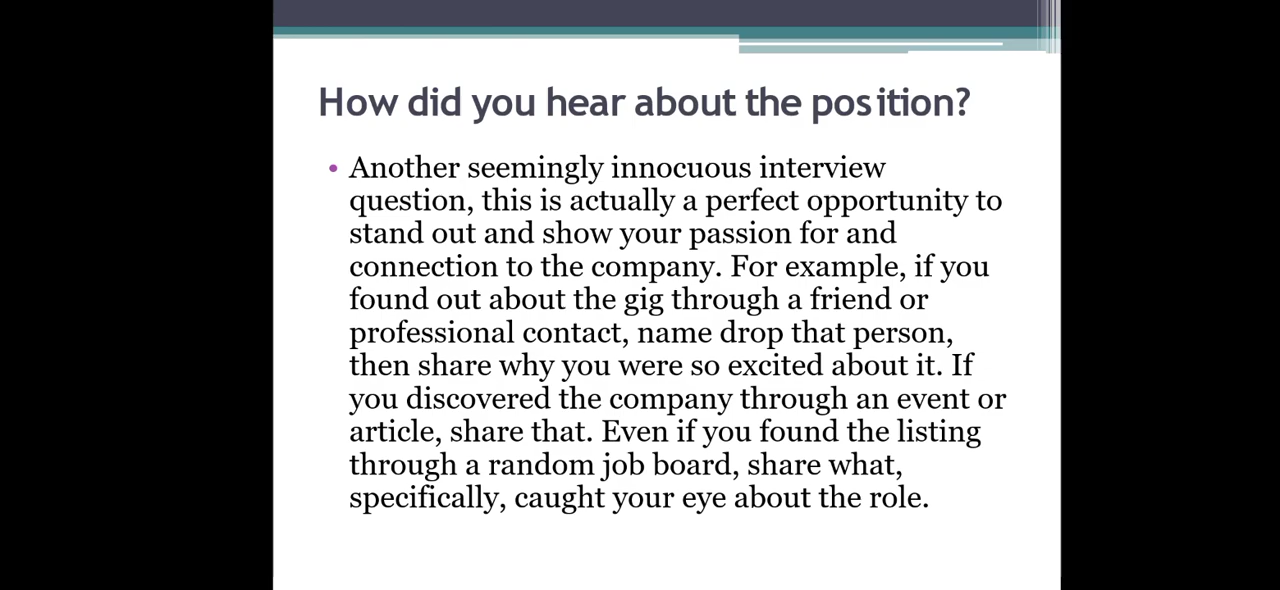 How did you hear about the position?
• Another seemingly innocuous interview
question, this is actually a perfect opportunity to
stand out and show your passion for and
connection to the company. For example, if you
found out about the gig through a friend or
professional contact, name drop that person,
then share why you were so excited about it. If
you discovered the company through an event or
article, share that. Even if you found the listing
through a random job board, share what,
specifically, caught your eye about the role.